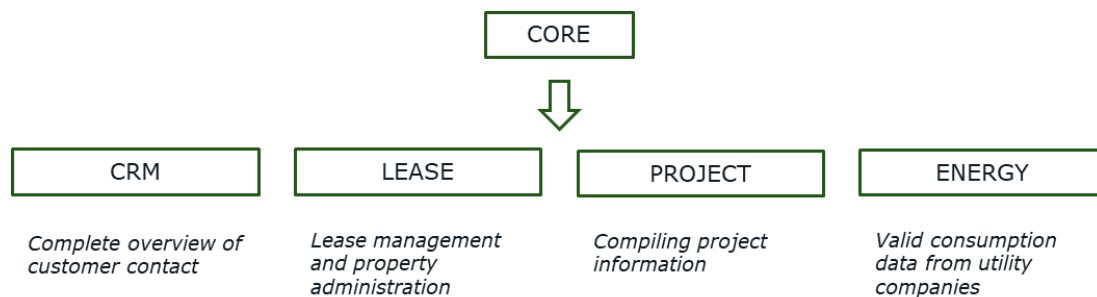 CORE
CRM
LEASE
PROJECT
ENERGY
Complete overview of
customer contact
Lease management
and property
administration
Compiling project
information
Valid consumption
data from utility
companies